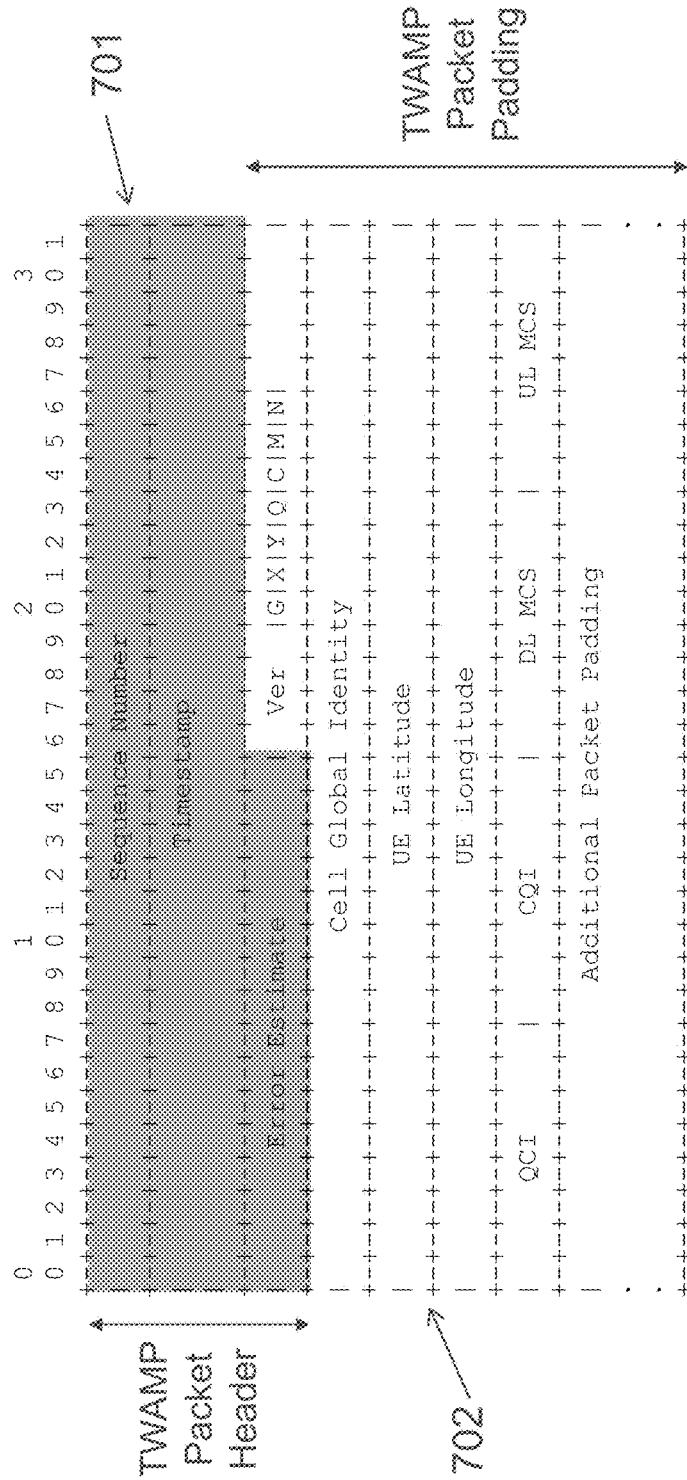 0 1 2 3
0 1 2 3 4 5 6 7 8 9 0 1 2 3 4 5 6 7 8 9 0 1 2 3 4 5 6 7 8 9 0 1
701
TWAMP
Packet
Header
Sequence Number
Timestamp
Error Estimate | Ver |G|X|Y|Q|C|M|N|
702
Cell Global Identity
UE Latitude
UE Longitude
QCI | CQI | DL MCS | UL MCS
Additional Packet Padding
TWAMP
Packet
Padding